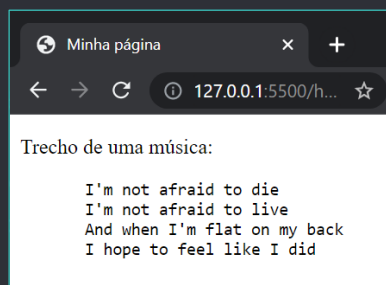 Minha página
127.0.0.1:5500/h...
Trecho de uma música:
I'm not afraid to die
I'm not afraid to live
And when I'm flat on my back
I hope to feel like I did